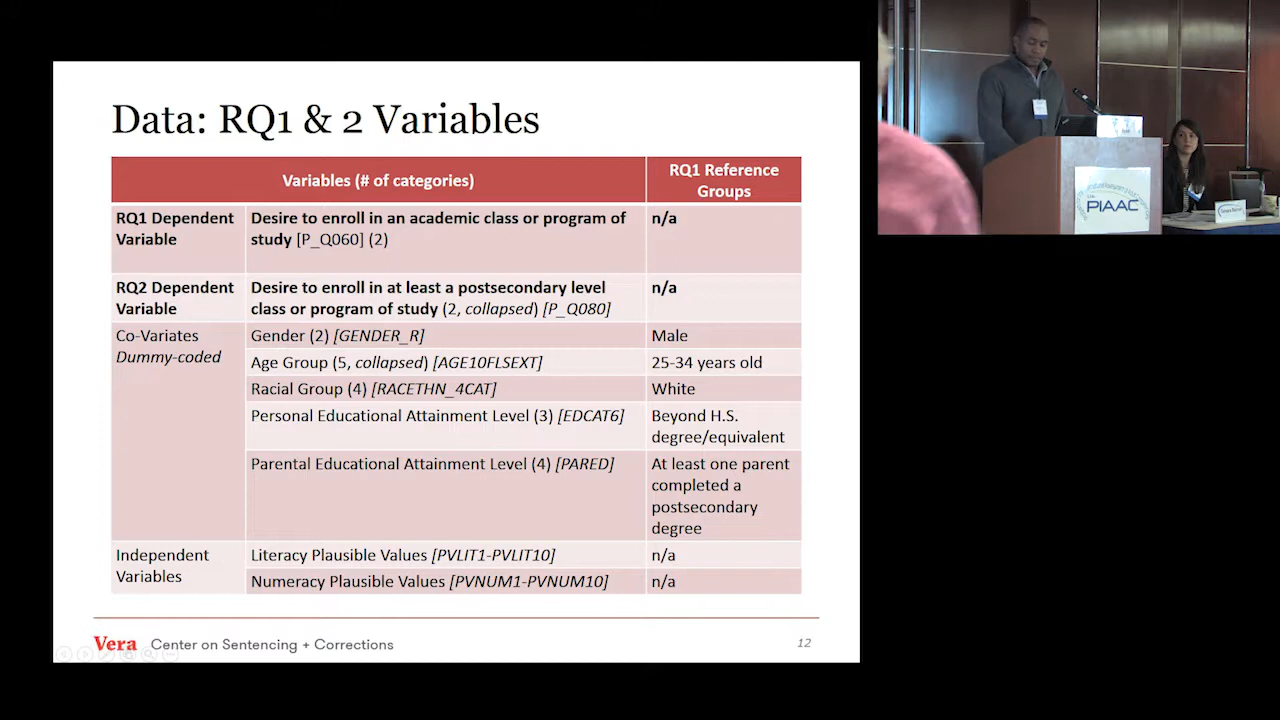 Data: RQ1 & 2 Variables
Variables (# of categories)
RQ1 Reference
Groups
RQ1 Dependent
Variable
Desire to enroll in an academic class or program of
study [P_Q060] (2)
n/a
RQ2 Dependent
Variable
Desire to enroll in at least a postsecondary level
class or program of study (2, collapsed) [P_Q080]
n/a
Co-Variates
Dummy-coded
Gender (2) [GENDER_R]
Male
Age Group (5, collapsed) [AGE10FLSEXT]
25-34 years old
Racial Group (4) [RACETHN_4CAT]
White
Personal Educational Attainment Level (3) [EDCAT6]
Beyond H.S.
degree/equivalent
Parental Educational Attainment Level (4) [PARED]
At least one parent
completed a
postsecondary
degree
Independent
Variables
Literacy Plausible Values [PVLIT1-PVLIT10]
n/a
Numeracy Plausible Values [PVNUM1-PVNUM10]
n/a
Vera Center on Sentencing + Corrections
12
PIAAC